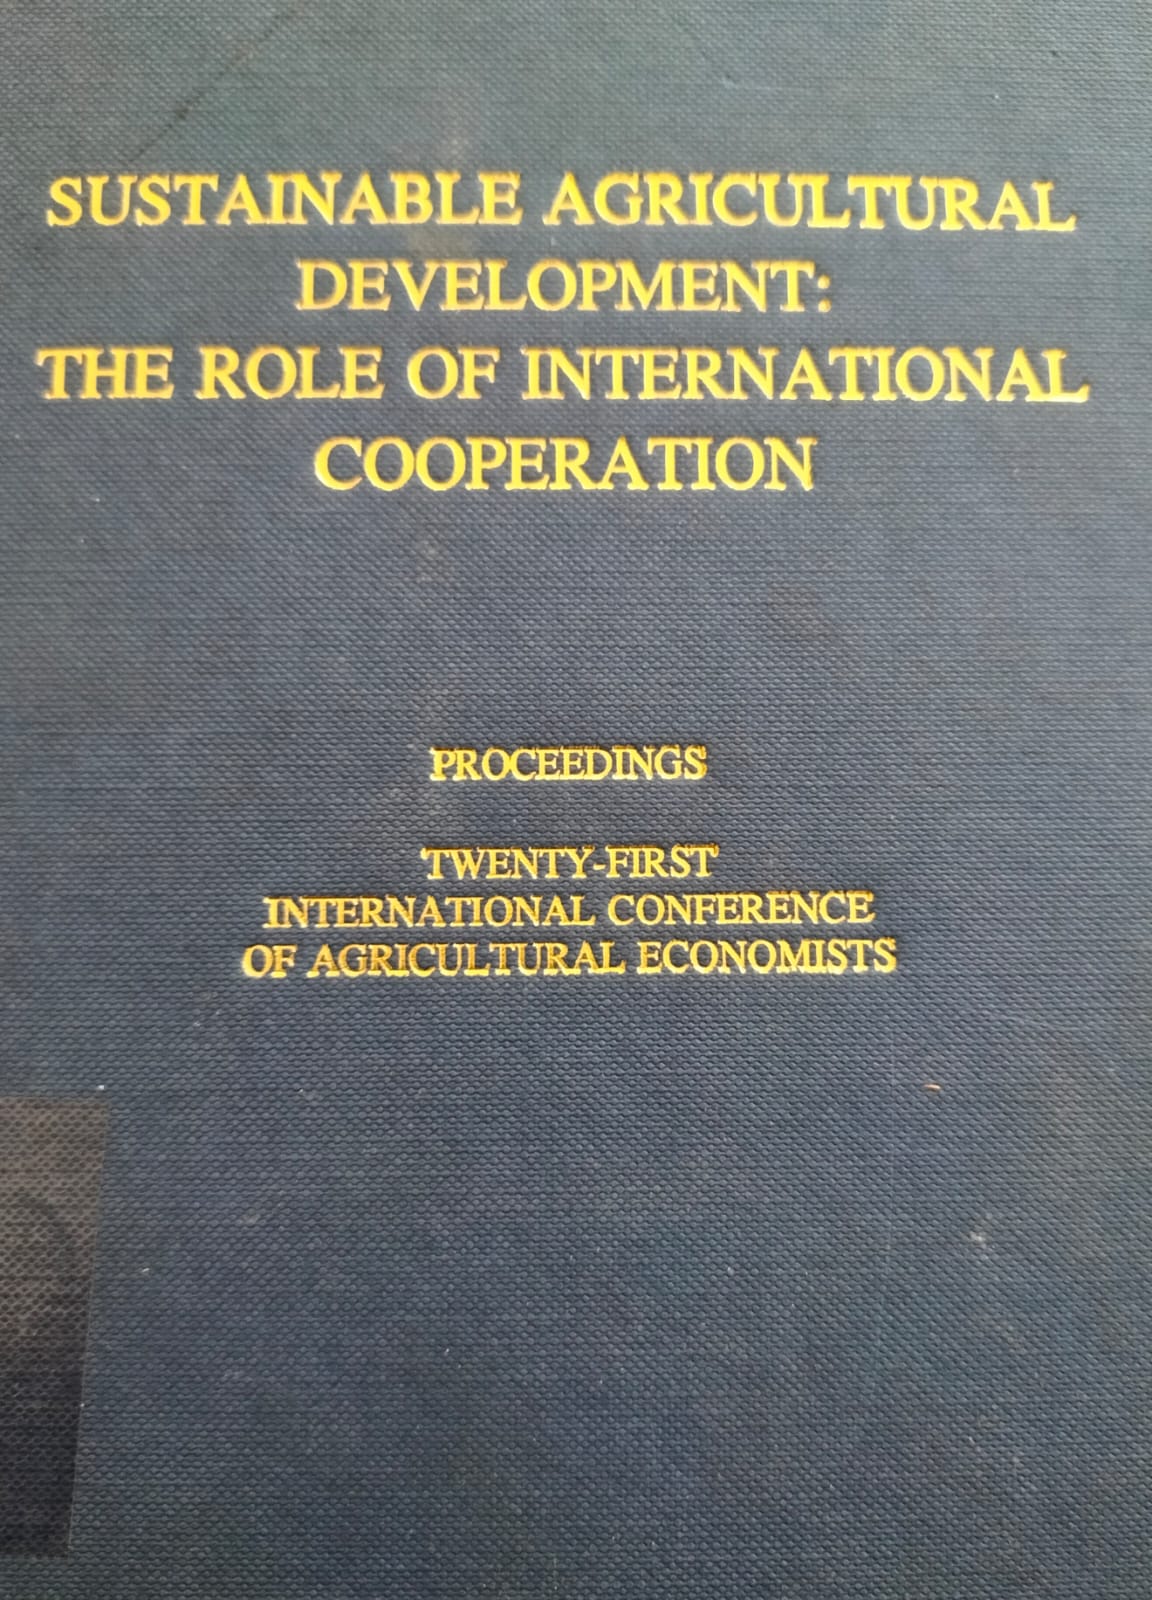 SUSTAINABLE AGRICULTURAL
DEVELOPMENT:
THE ROLE OF INTERNATIONAL
COOPERATION
PROCEEDINGS
TWENTY-FIRST
INTERNATIONAL CONFERENCE
OF AGRICULTURAL ECONOMISTS